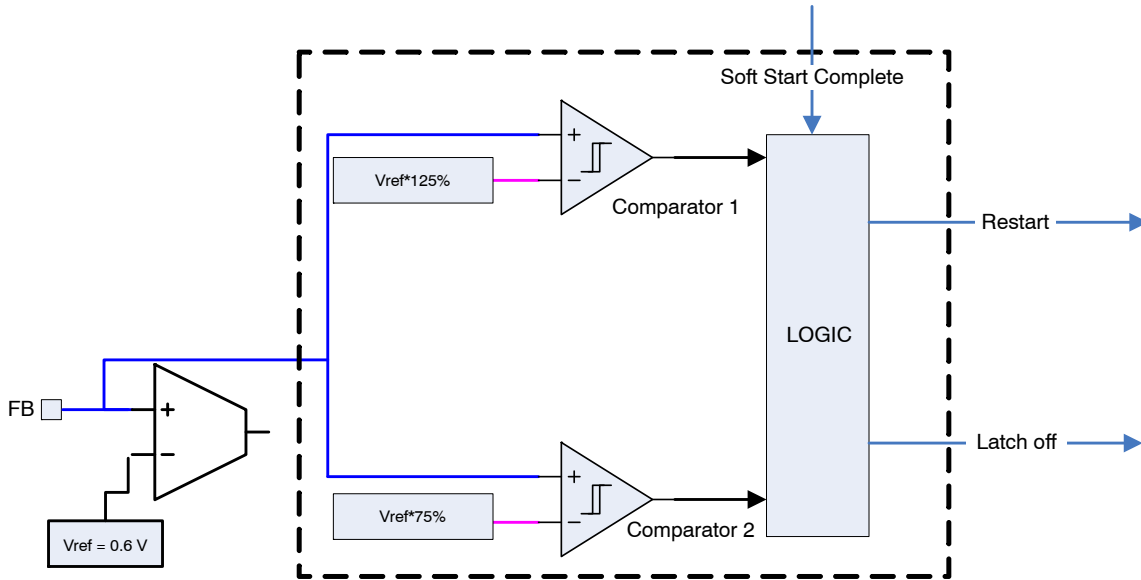 Soft Start Complete
+
Vref*125%
−
Comparator 1
Restart
LOGIC
FB
+
−
Latch off
+
Vref*75%
−
Comparator 2
Vref = 0.6 V